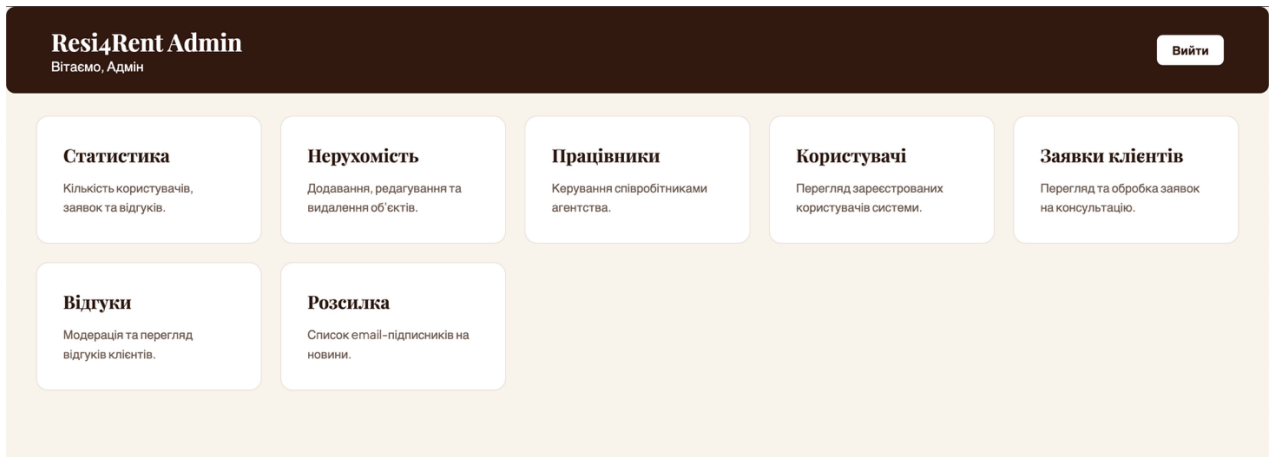 Resi4Rent Admin
Вітаємо, Адмін
Вийти
Статистика
Кількість користувачів,
заявок та відгуків.
Нерухомість
Додавання, редагування та
видалення об'єктів.
Працівники
Керування співробітниками
агентства.
Користувачі
Перегляд зареєстрованих
користувачів системи.
Заявки клієнтів
Перегляд та обробка заявок
на консультацію.
Відгуки
Модерація та перегляд
відгуків клієнтів.
Розсилка
Список email-підписників на
новини.